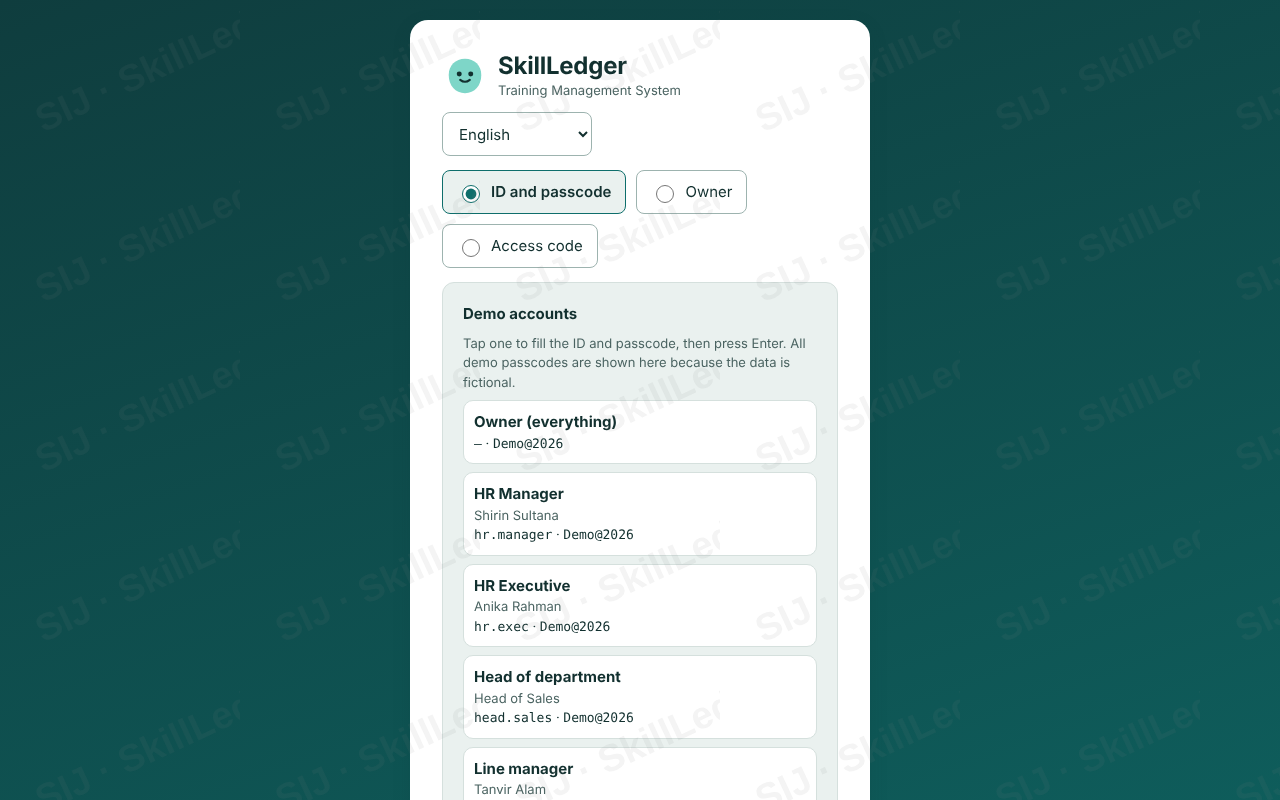 SkillLedger
Training Management System
English
ID and passcode
Owner
Access code
Demo accounts
Tap one to fill the ID and passcode, then press Enter. All
demo passcodes are shown here because the data is
fictional.
Owner (everything)
— · Demo@2026
HR Manager
Shirin Sultana
hr.manager · Demo@2026
HR Executive
Anika Rahman
hr.exec · Demo@2026
Head of department
Head of Sales
head.sales · Demo@2026
Line manager
Tanvir Alam